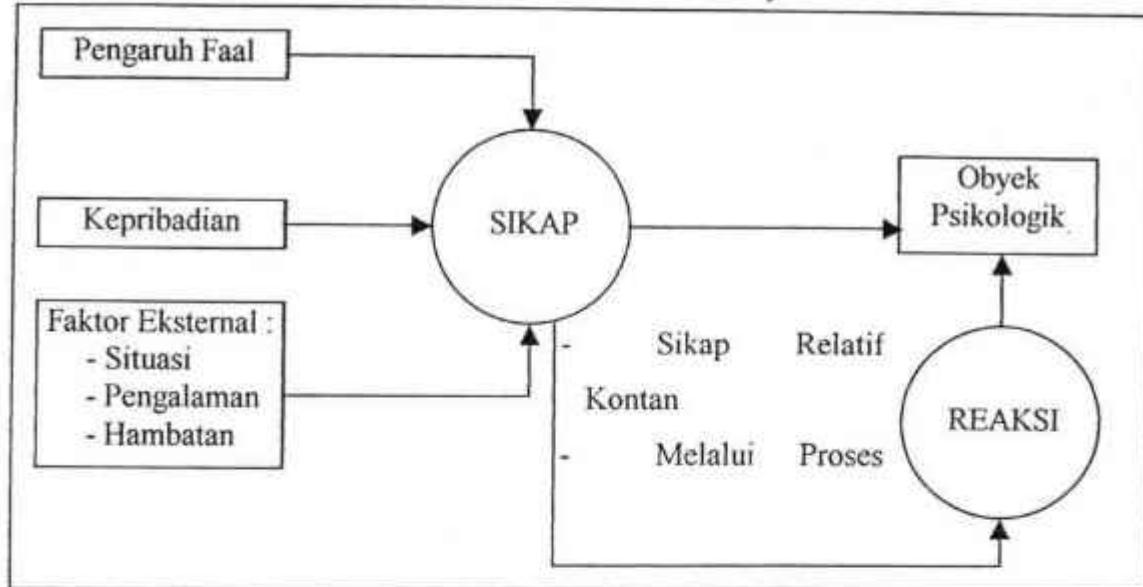 Pengaruh Faal
Kepribadian
Faktor Eksternal :
- Situasi
- Pengalaman
- Hambatan
SIKAP
- Sikap Relatif
Kontan
- Melalui Proses
Obyek
Psikologik
REAKSI